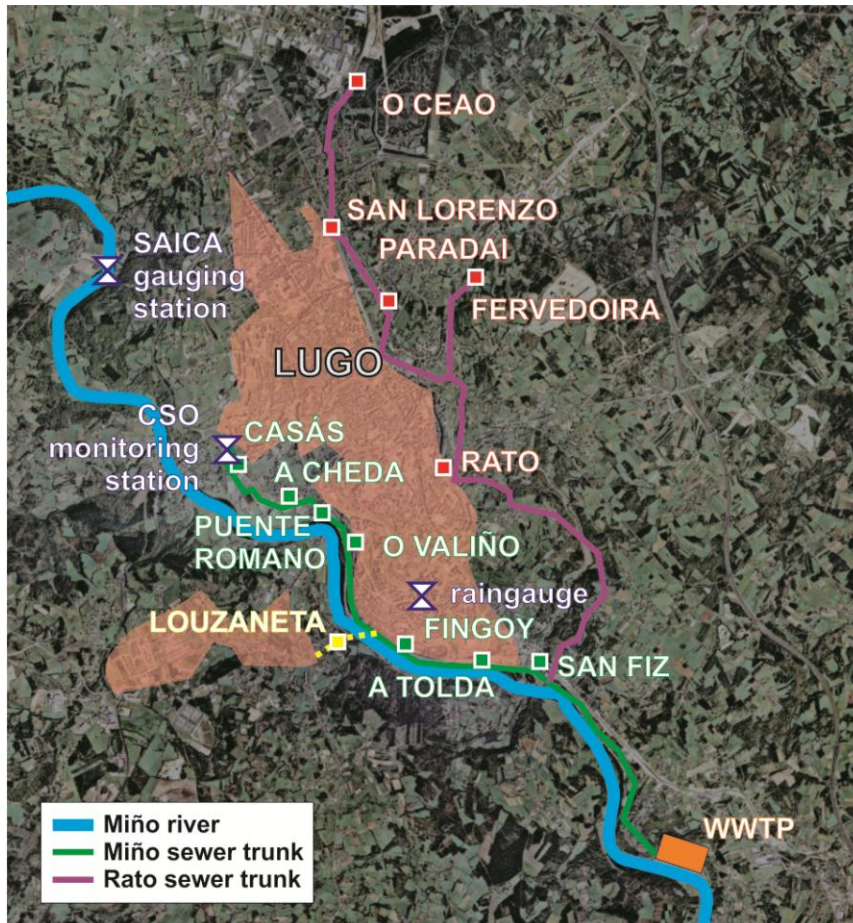 O CEAO
SAN LORENZO
PARADAI
SAICA
gauging
station
FERVEDOIRA
LUGO
CSO
monitoring
station
CASÁS
A CHEDA
RATO
PUENTE
ROMANO
O VALIÑO
raingauge
LOUZANETA
FINGOY
A TOLDA
SAN FIZ
WWTP
Miño river
Miño sewer trunk
Rato sewer trunk